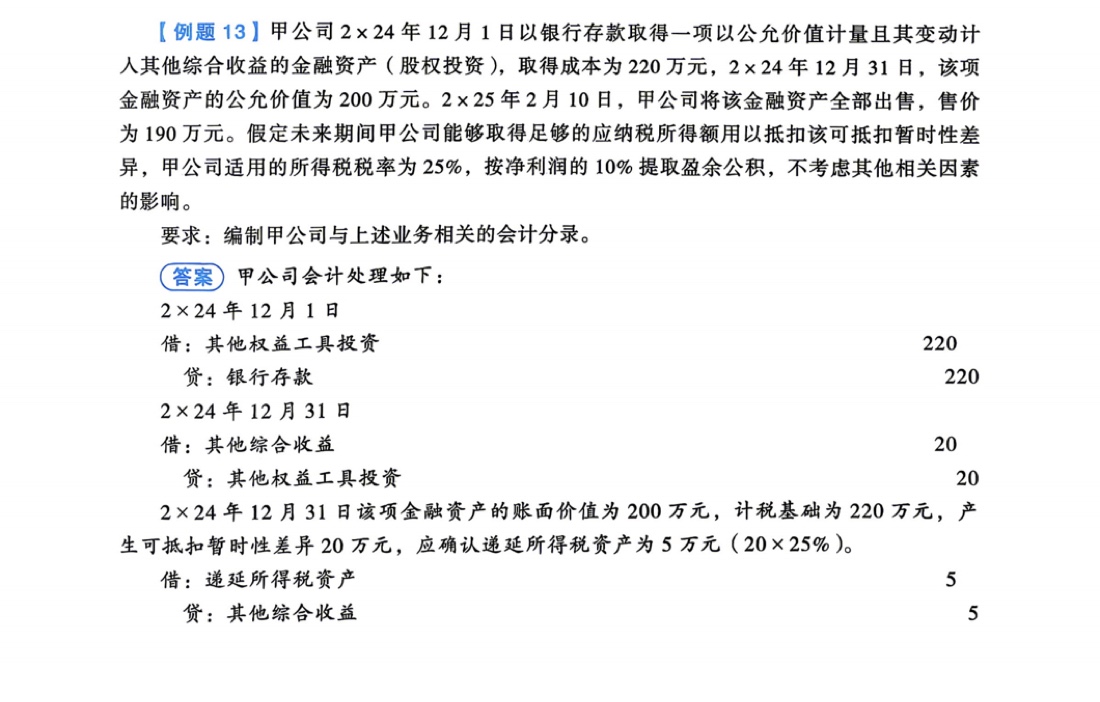 【例题 13】甲公司 2×24 年 12 月 1 日以银行存款取得一项以公允价值计量且其变动计
入其他综合收益的金融资产（股权投资），取得成本为 220 万元，2×24 年 12 月 31 日，该项
金融资产的公允价值为 200 万元。2×25 年 2 月 10 日，甲公司将该金融资产全部出售，售价
为 190 万元。假定未来期间甲公司能够取得足够的应纳税所得额用以抵扣该可抵扣暂时性差
异，甲公司适用的所得税税率为 25%，按净利润的 10% 提取盈余公积，不考虑其他相关因素
的影响。
要求：编制甲公司与上述业务相关的会计分录。
答案 甲公司会计处理如下：
2×24 年 12 月 1 日
借：其他权益工具投资 220
贷：银行存款 220
2×24 年 12 月 31 日
借：其他综合收益 20
贷：其他权益工具投资 20
2×24 年 12 月 31 日该项金融资产的账面价值为 200 万元，计税基础为 220 万元，产
生可抵扣暂时性差异 20 万元，应确认递延所得税资产为 5 万元（20×25%）。
借：递延所得税资产 5
贷：其他综合收益 5